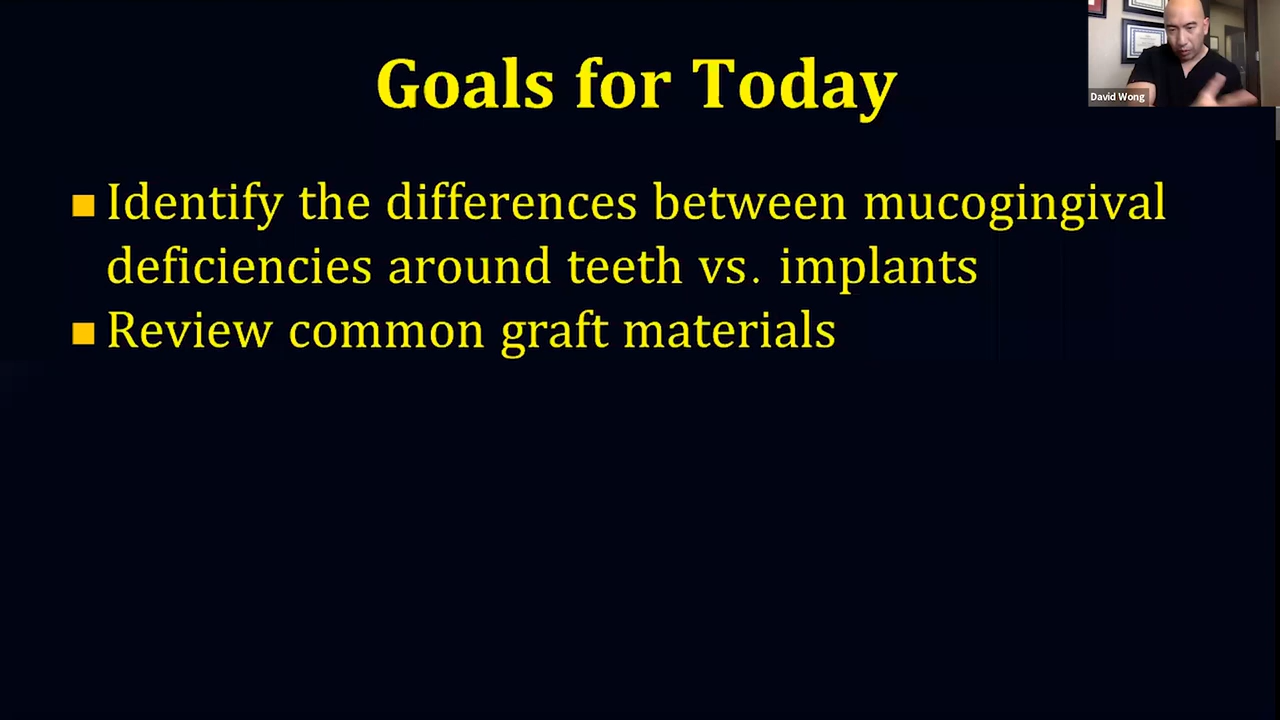 Goals for Today
David Wong
■ Identify the differences between mucogingival
deficiencies around teeth vs. implants
■ Review common graft materials